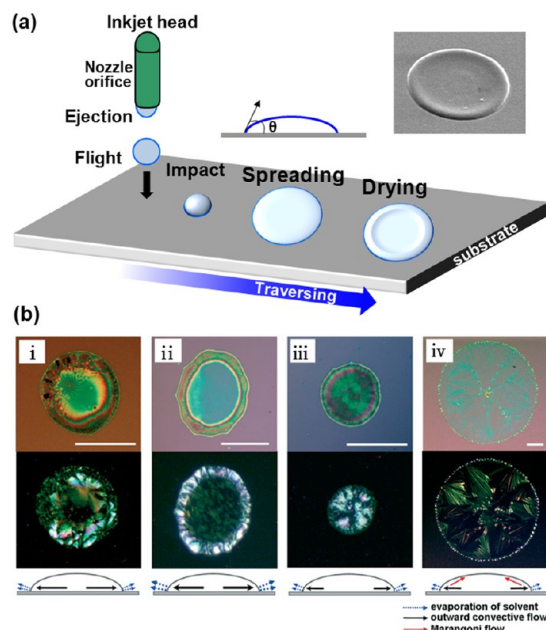 (a)
Inkjet head
Nozzle
orifice
Ejection
Flight
θ
Impact
Spreading
Drying
substrate
Traversing
(b)
i
ii
iii
iv
evaporation of solvent
outward convective flow
Marangoni flow